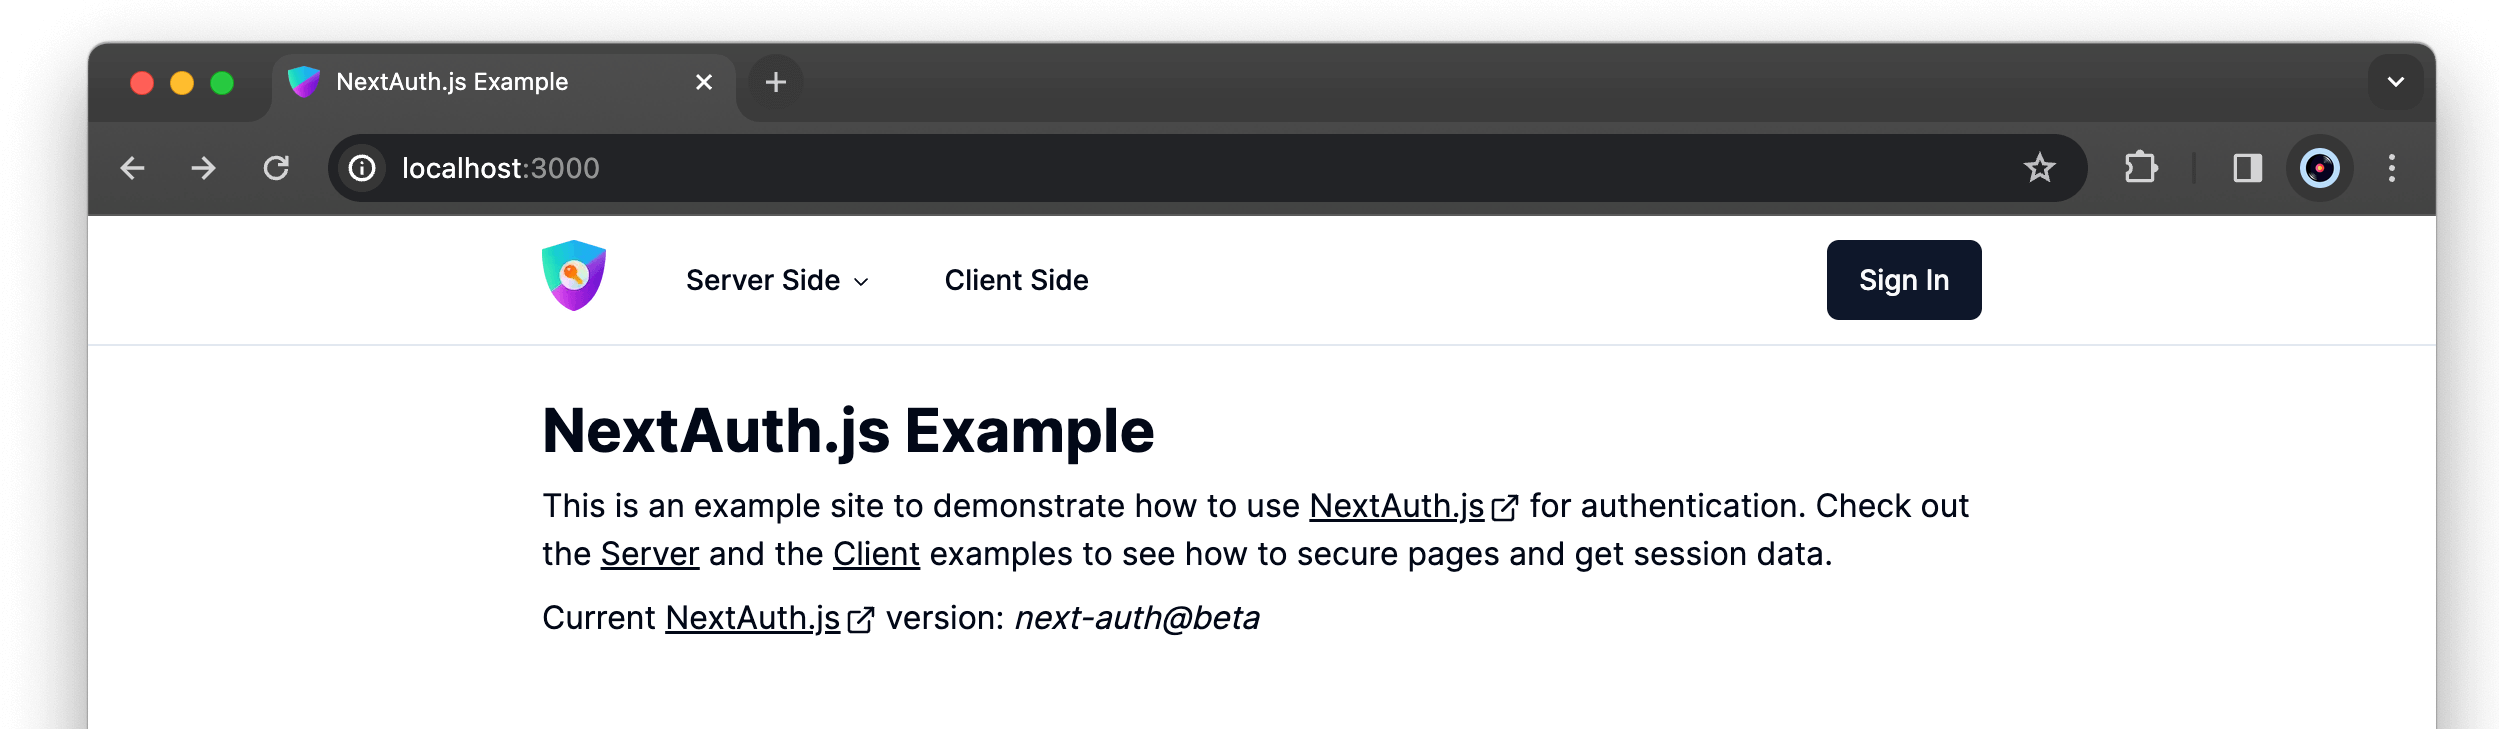 NextAuth.js Example
localhost:3000
Server Side
Client Side
Sign In
NextAuth.js Example
This is an example site to demonstrate how to use NextAuth.js for authentication. Check out
the Server and the Client examples to see how to secure pages and get session data.
Current NextAuth.js version: next-auth@beta